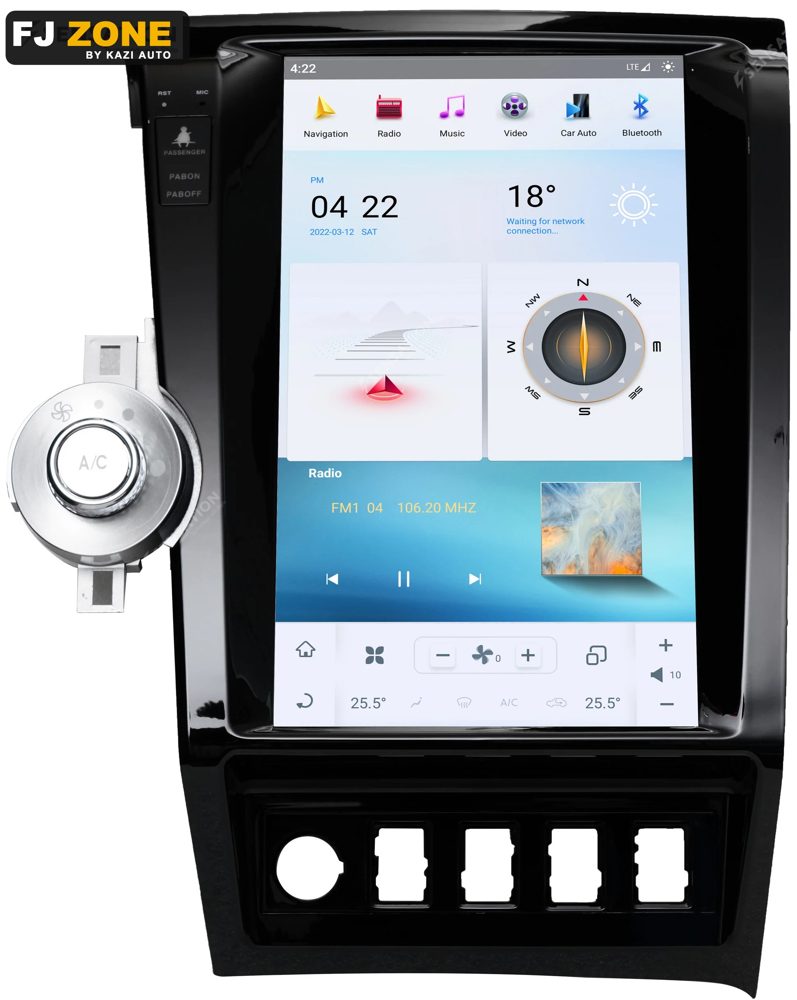 FJ ZONE
BY KAZI AUTO
4:22
LTE
RST MIC
PASSENGER
PABON
PABOFF
Navigation Radio Music Video Car Auto Bluetooth
PM
04 22
2022-03-12 SAT
18°
Waiting for network
connection...
N
NW NE
W E
SW SE
S
A/C
Radio
FM1 04 106.20 MHZ
0
10
25.5° A/C 25.5°